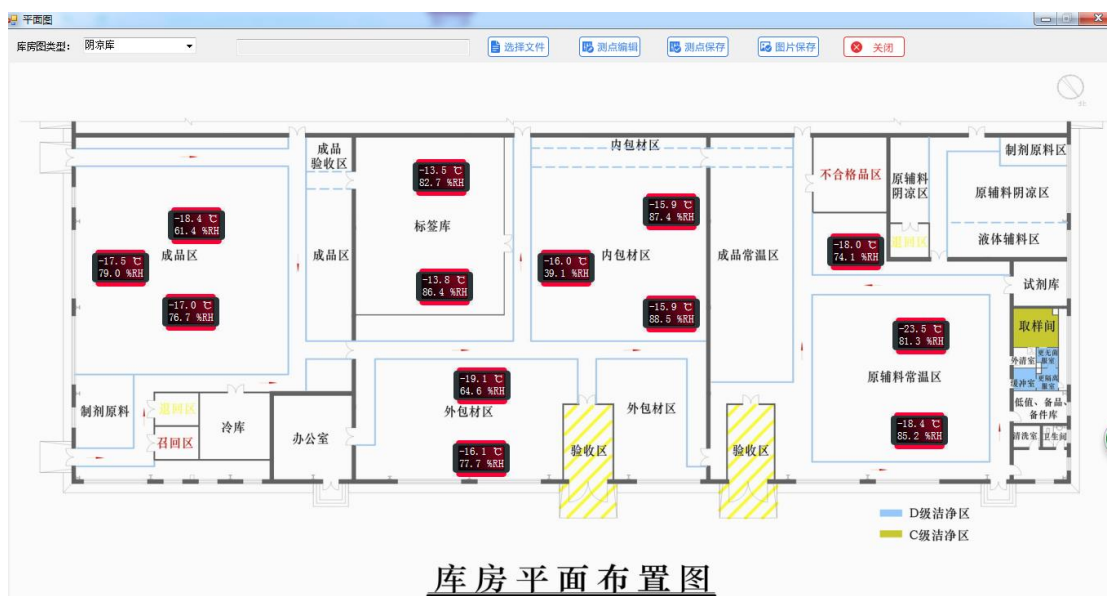 平面图
库房图类型： 阴凉库 选择文件 测点编辑 测点保存 图片保存 关闭
成品
验收区
内包材区
制剂原料区
不合格品区
原辅料
阴凉区
原辅料阴凉区
-13.5 ℃
82.7 %RH
-18.4 ℃
61.4 %RH
-15.9 ℃
87.4 %RH
标签库
退回区
液体辅料区
-17.5 ℃
79.0 %RH
成品区
成品区
-16.0 ℃
39.1 %RH
内包材区
成品常温区
-18.0 ℃
74.1 %RH
-13.8 ℃
86.4 %RH
试剂库
-17.0 ℃
76.7 %RH
-15.9 ℃
88.5 %RH
-23.5 ℃
81.3 %RH
取样间
外清室
缓冲室
-19.1 ℃
64.6 %RH
原辅料常温区
制剂原料
退回区
召回区
冷库
办公室
外包材区
外包材区
低值、备品、
备件库
-18.4 ℃
85.2 %RH
清洗室
卫生间
-16.1 ℃
77.7 %RH
验收区
验收区
D级洁净区
C级洁净区
库房平面布置图